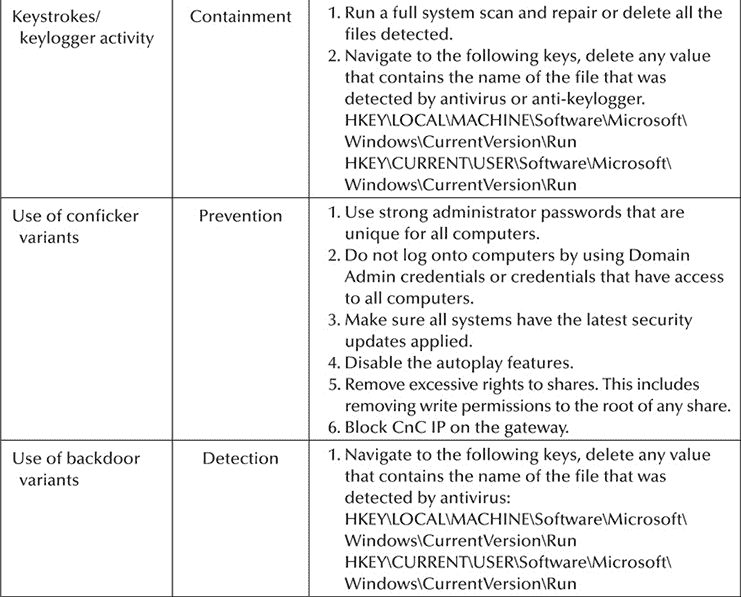 Keystrokes/
keylogger activity
Containment
1. Run a full system scan and repair or delete all the
files detected.
2. Navigate to the following keys, delete any value
that contains the name of the file that was
detected by antivirus or anti-keylogger.
HKEY\LOCAL\MACHINE\Software\Microsoft\
Windows\CurrentVersion\Run
HKEY\CURRENT\USER\Software\Microsoft\
Windows\CurrentVersion\Run
Use of conficker
variants
Prevention
1. Use strong administrator passwords that are
unique for all computers.
2. Do not log onto computers by using Domain
Admin credentials or credentials that have access
to all computers.
3. Make sure all systems have the latest security
updates applied.
4. Disable the autoplay features.
5. Remove excessive rights to shares. This includes
removing write permissions to the root of any share.
6. Block CnC IP on the gateway.
Use of backdoor
variants
Detection
1. Navigate to the following keys, delete any value
that contains the name of the file that was
detected by antivirus:
HKEY\LOCAL\MACHINE\Software\Microsoft\
Windows\CurrentVersion\Run
HKEY\CURRENT\USER\Software\Microsoft\
Windows\CurrentVersion\Run